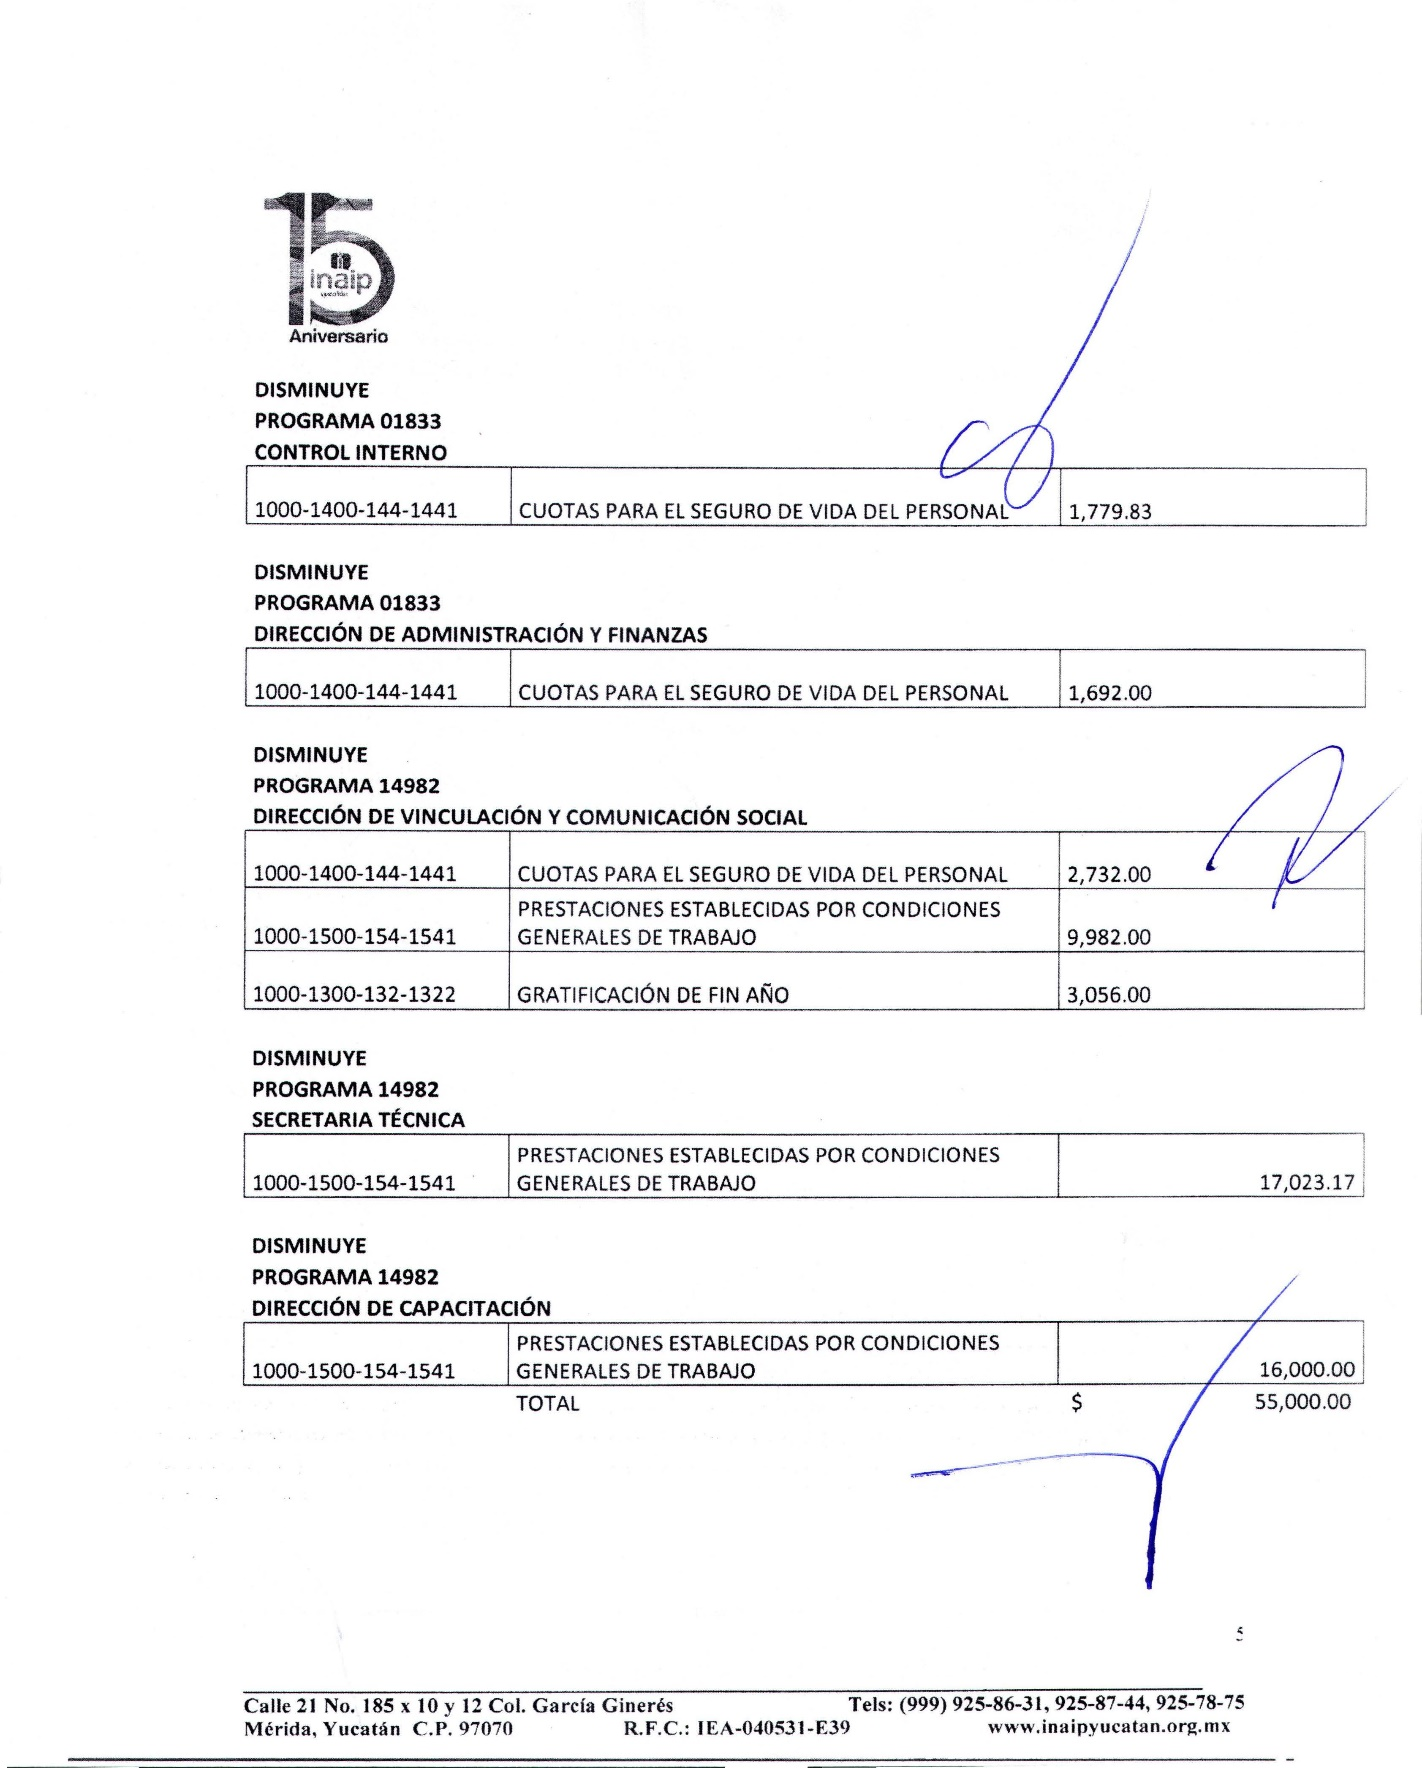 15
inaip
Aniversario
DISMINUYE
PROGRAMA 01833
CONTROL INTERNO
1000-1400-144-1441 CUOTAS PARA EL SEGURO DE VIDA DEL PERSONAL 1,779.83
DISMINUYE
PROGRAMA 01833
DIRECCIÓN DE ADMINISTRACIÓN Y FINANZAS
1000-1400-144-1441 CUOTAS PARA EL SEGURO DE VIDA DEL PERSONAL 1,692.00
DISMINUYE
PROGRAMA 14982
DIRECCIÓN DE VINCULACIÓN Y COMUNICACIÓN SOCIAL
1000-1400-144-1441 CUOTAS PARA EL SEGURO DE VIDA DEL PERSONAL 2,732.00
PRESTACIONES ESTABLECIDAS POR CONDICIONES
1000-1500-154-1541 GENERALES DE TRABAJO 9,982.00
1000-1300-132-1322 GRATIFICACIÓN DE FIN AÑO 3,056.00
DISMINUYE
PROGRAMA 14982
SECRETARIA TÉCNICA
PRESTACIONES ESTABLECIDAS POR CONDICIONES
1000-1500-154-1541 GENERALES DE TRABAJO 17,023.17
DISMINUYE
PROGRAMA 14982
DIRECCIÓN DE CAPACITACIÓN
PRESTACIONES ESTABLECIDAS POR CONDICIONES
1000-1500-154-1541 GENERALES DE TRABAJO 16,000.00
TOTAL $ 55,000.00
5
Calle 21 No. 185 x 10 y 12 Col. García Ginerés Tels: (999) 925-86-31, 925-87-44, 925-78-75
Mérida, Yucatán C.P. 97070 R.F.C.: IEA-040531-E39 www.inaipyucatan.org.mx